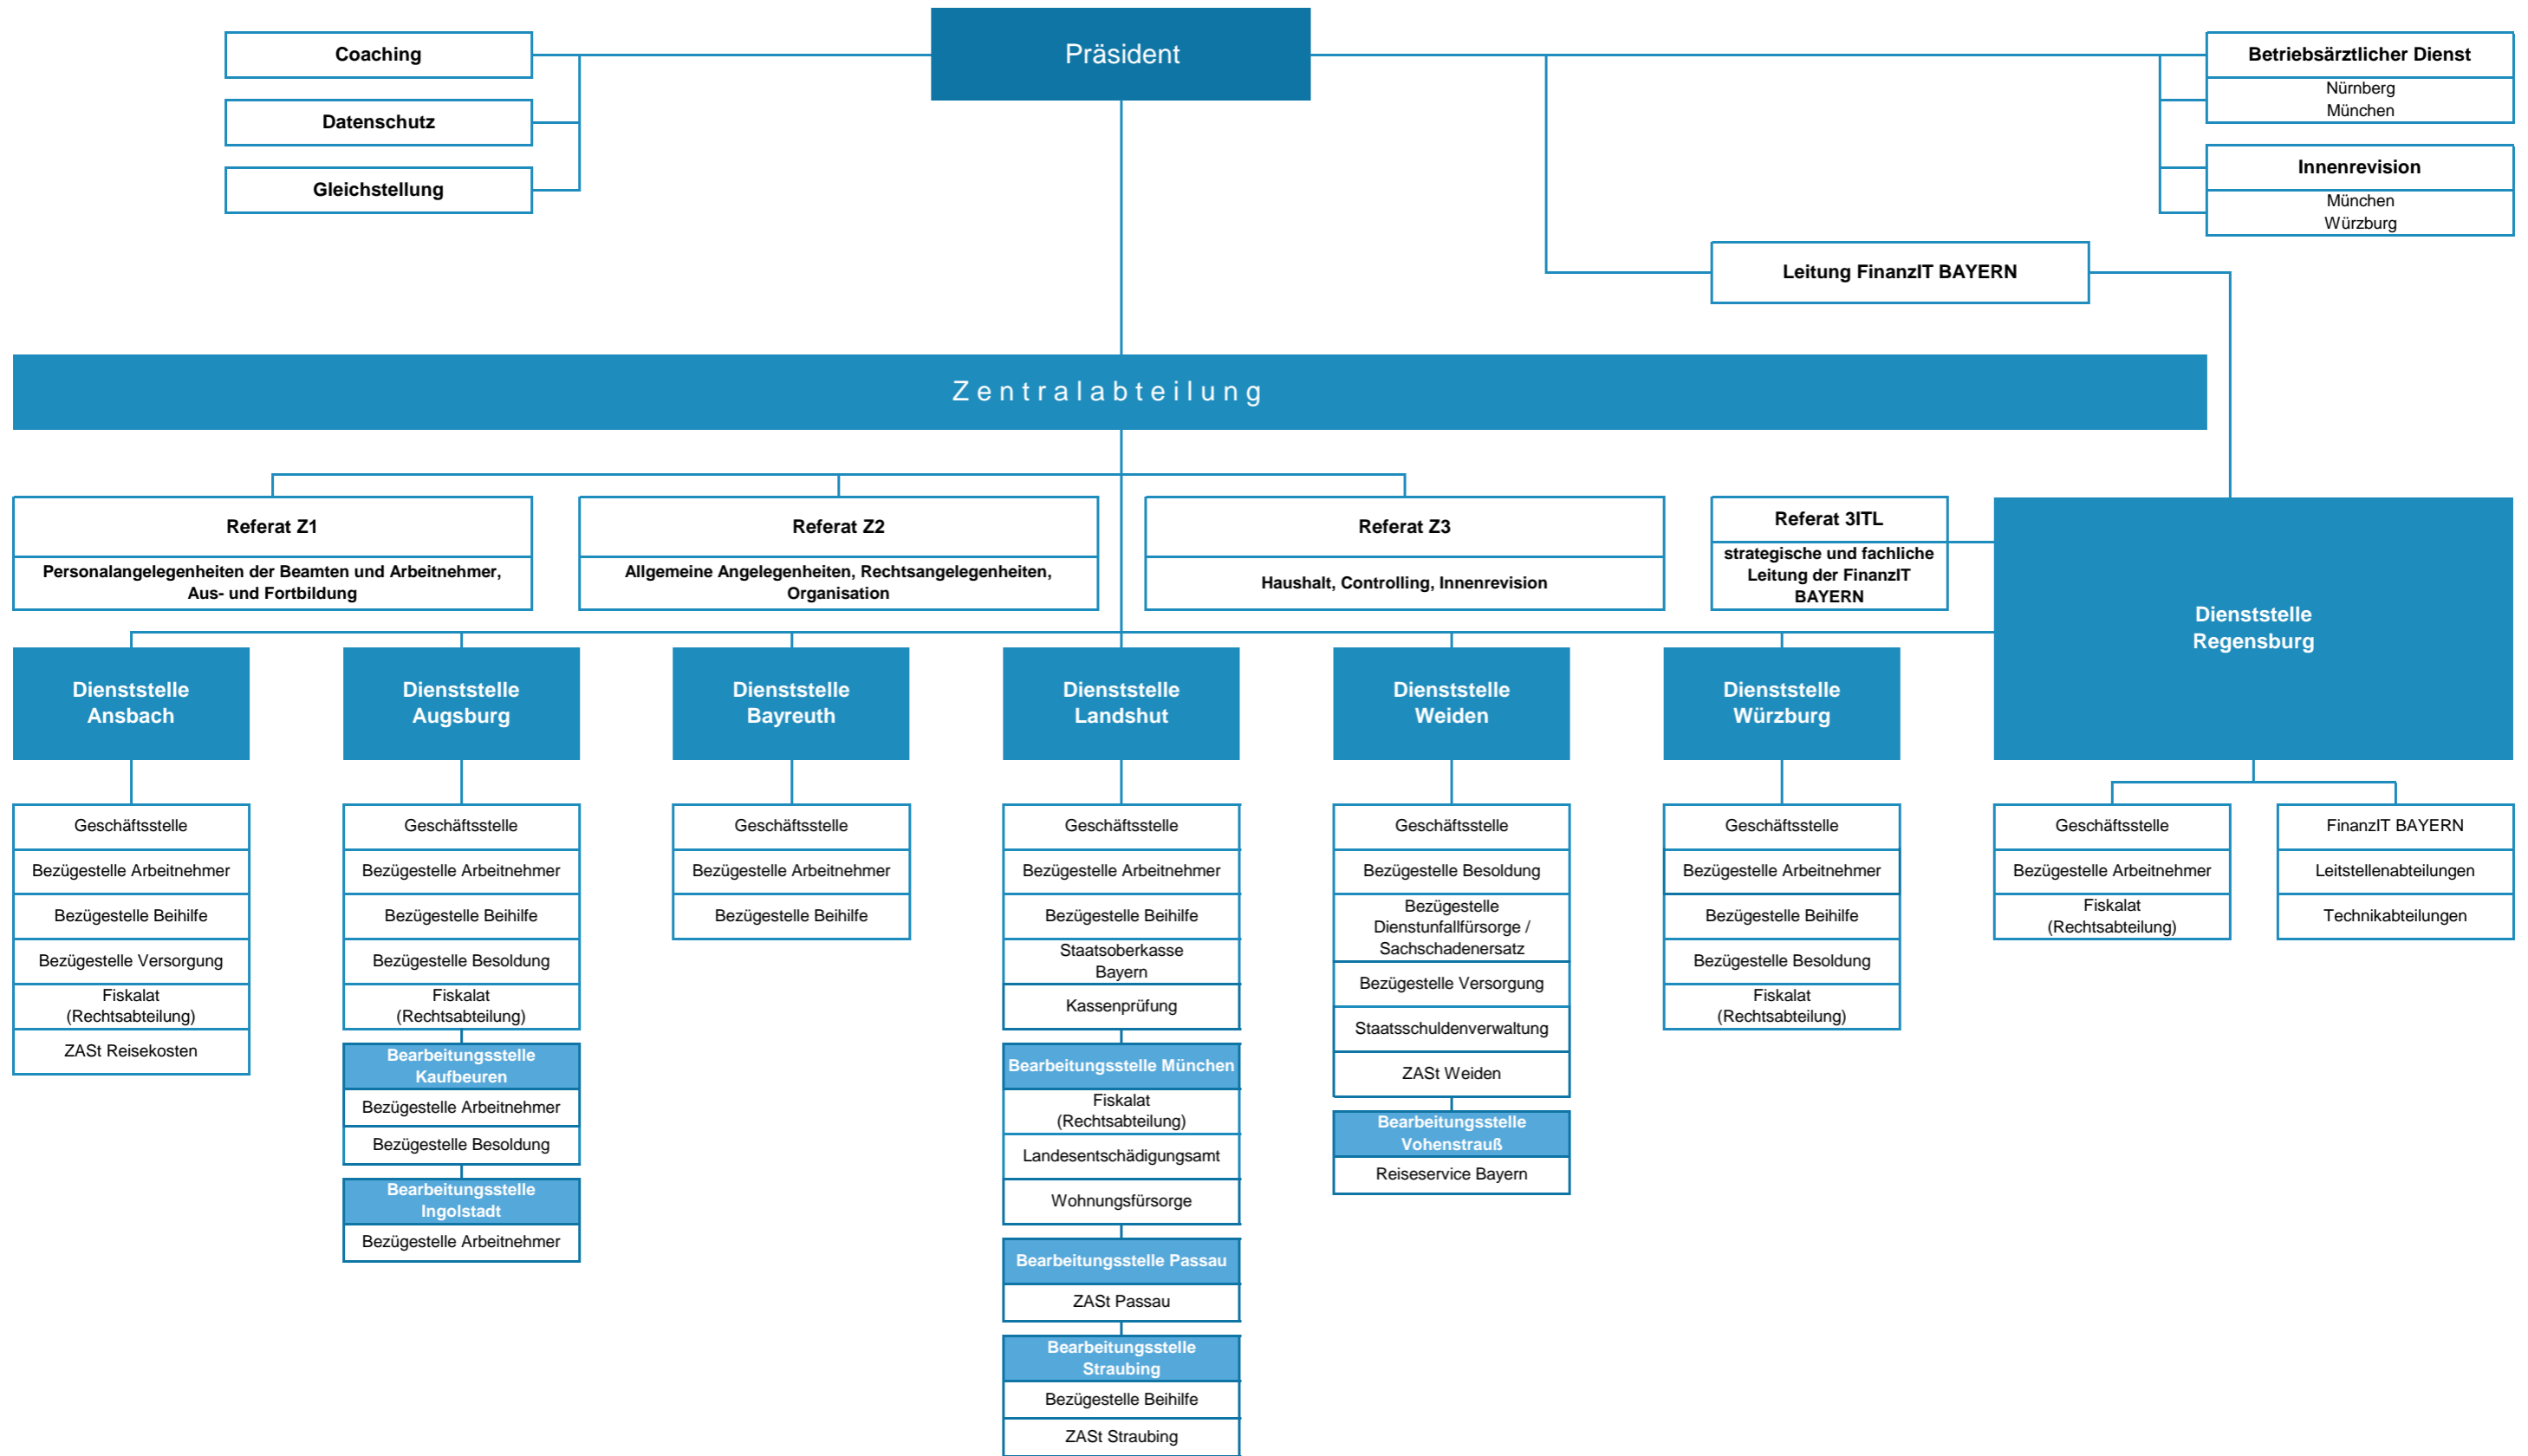 Präsident
Coaching
Datenschutz
Gleichstellung
Betriebsärztlicher Dienst
Nürnberg
München
Innenrevision
München
Würzburg
Leitung FinanzIT BAYERN
Zentralabteilung
Referat Z1
Personalangelegenheiten der Beamten und Arbeitnehmer,
Aus- und Fortbildung
Referat Z2
Allgemeine Angelegenheiten, Rechtsangelegenheiten,
Organisation
Referat Z3
Haushalt, Controlling, Innenrevision
Referat 3ITL
strategische und fachliche
Leitung der FinanzIT
BAYERN
Dienststelle
Ansbach
Geschäftsstelle
Bezügestelle Arbeitnehmer
Bezügestelle Beihilfe
Bezügestelle Versorgung
Fiskalat
(Rechtsabteilung)
ZASt Reisekosten
Dienststelle
Augsburg
Geschäftsstelle
Bezügestelle Arbeitnehmer
Bezügestelle Beihilfe
Bezügestelle Besoldung
Fiskalat
(Rechtsabteilung)
Bearbeitungsstelle
Kaufbeuren
Bezügestelle Arbeitnehmer
Bezügestelle Besoldung
Bearbeitungsstelle
Ingolstadt
Bezügestelle Arbeitnehmer
Dienststelle
Bayreuth
Geschäftsstelle
Bezügestelle Arbeitnehmer
Bezügestelle Beihilfe
Dienststelle
Landshut
Geschäftsstelle
Bezügestelle Arbeitnehmer
Bezügestelle Beihilfe
Staatsoberkasse
Bayern
Kassenprüfung
Bearbeitungsstelle München
Fiskalat
(Rechtsabteilung)
Landesentschädigungsamt
Wohnungsfürsorge
Bearbeitungsstelle Passau
ZASt Passau
Bearbeitungsstelle
Straubing
Bezügestelle Beihilfe
ZASt Straubing
Dienststelle
Weiden
Geschäftsstelle
Bezügestelle Besoldung
Bezügestelle
Dienstunfallfürsorge /
Sachschadenersatz
Bezügestelle Versorgung
Staatsschuldenverwaltung
ZASt Weiden
Bearbeitungsstelle
Vohenstrauß
Reiseservice Bayern
Dienststelle
Würzburg
Geschäftsstelle
Bezügestelle Arbeitnehmer
Bezügestelle Beihilfe
Bezügestelle Besoldung
Fiskalat
(Rechtsabteilung)
Dienststelle
Regensburg
Geschäftsstelle
Bezügestelle Arbeitnehmer
Fiskalat
(Rechtsabteilung)
FinanzIT BAYERN
Leitstellenabteilungen
Technikabteilungen